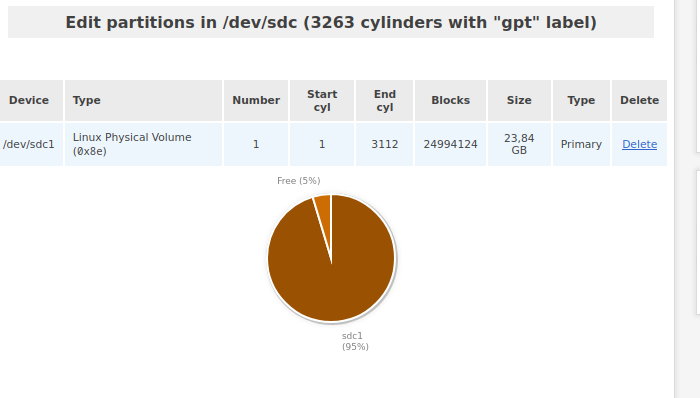 Edit partitions in /dev/sdc (3263 cylinders with "gpt" label)
Device Type Number Start cyl End cyl Blocks Size Type Delete
/dev/sdc1 Linux Physical Volume (0x8e) 1 1 3112 24994124 23,84 GB Primary Delete
Free (5%)
sdc1
(95%)